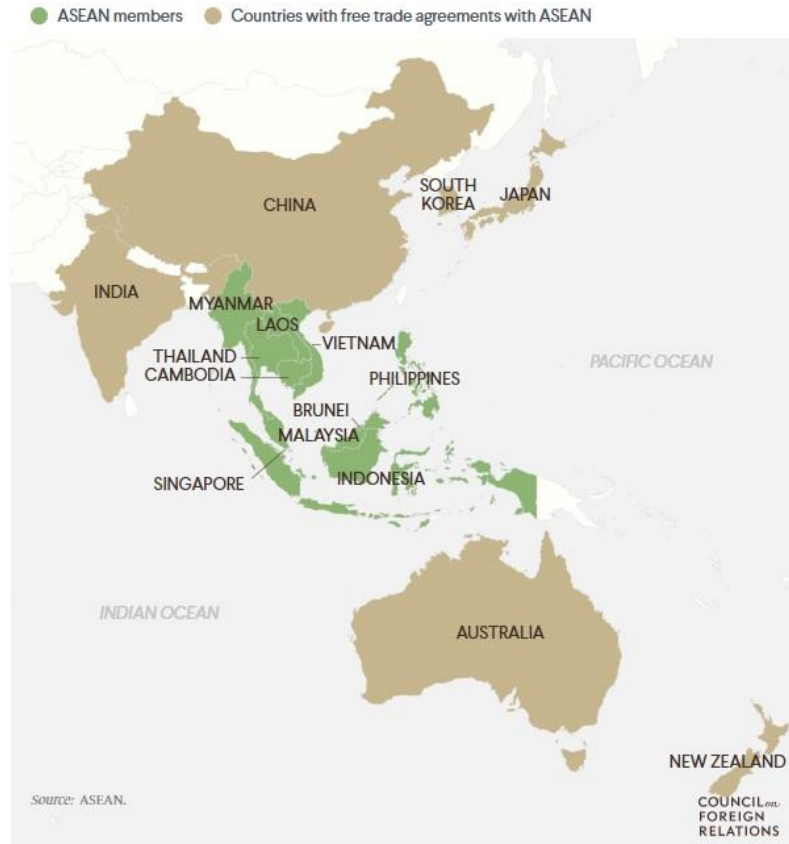 ASEAN members
Countries with free trade agreements with ASEAN
CHINA
SOUTH
KOREA
JAPAN
INDIA
MYANMAR
LAOS
VIETNAM
THAILAND
CAMBODIA
PACIFIC OCEAN
PHILIPPINES
BRUNEI
MALAYSIA
SINGAPORE
INDONESIA
INDIAN OCEAN
AUSTRALIA
NEW ZEALAND
Source: ASEAN.
COUNCIL on
FOREIGN
RELATIONS